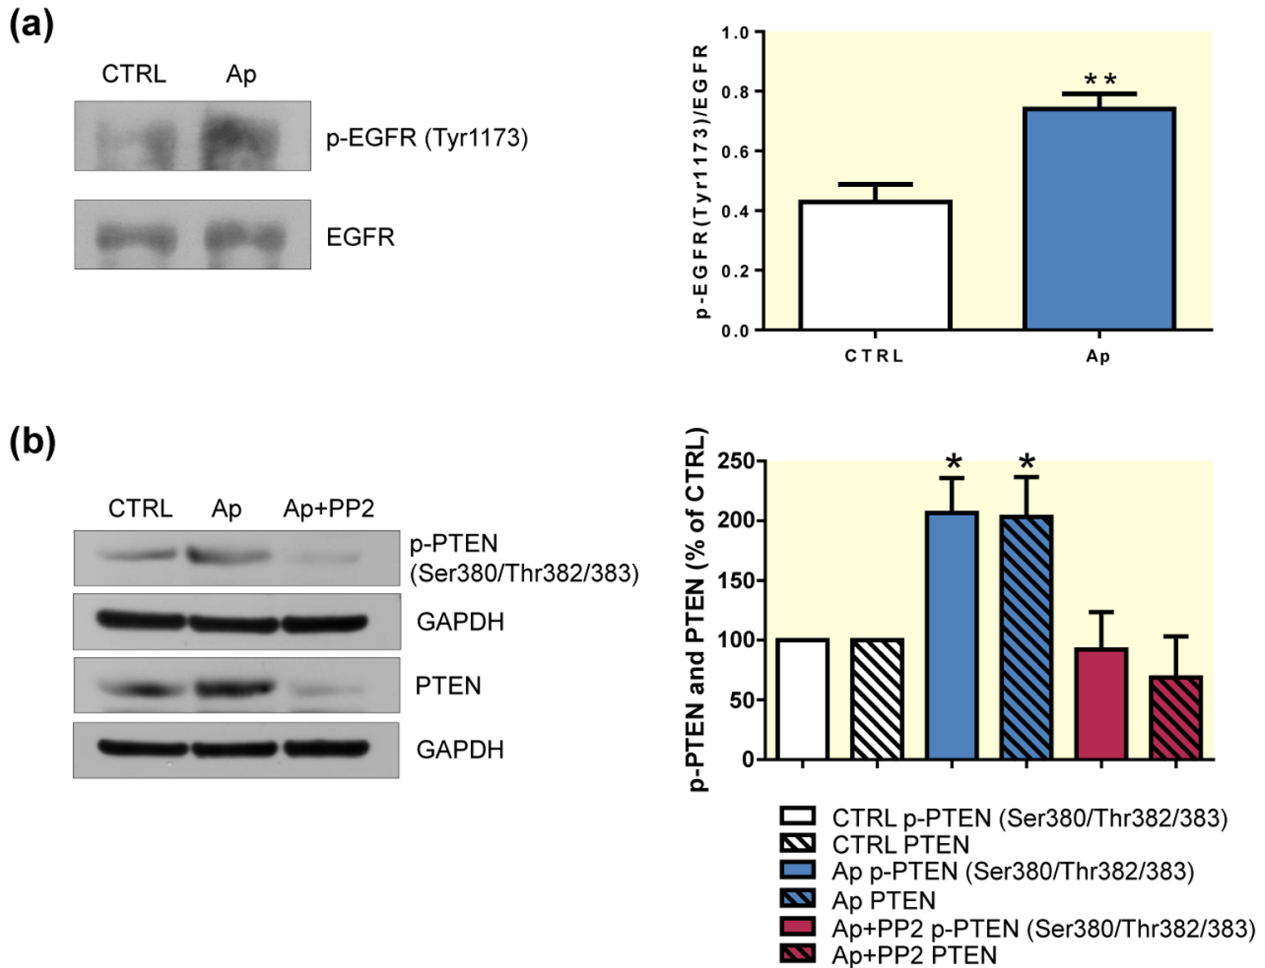 (a)
CTRL Ap
p-EGFR (Tyr1173)
EGFR
p-EGFR(Tyr1173)/EGFR
1.0
0.8
0.6
0.4
0.2
0.0
**
CTRL Ap
(b)
CTRL Ap Ap+PP2
p-PTEN
(Ser380/Thr382/383)
GAPDH
PTEN
GAPDH
p-PTEN and PTEN (% of CTRL)
250
200
150
100
50
0
* *
CTRL p-PTEN (Ser380/Thr382/383)
CTRL PTEN
Ap p-PTEN (Ser380/Thr382/383)
Ap PTEN
Ap+PP2 p-PTEN (Ser380/Thr382/383)
Ap+PP2 PTEN